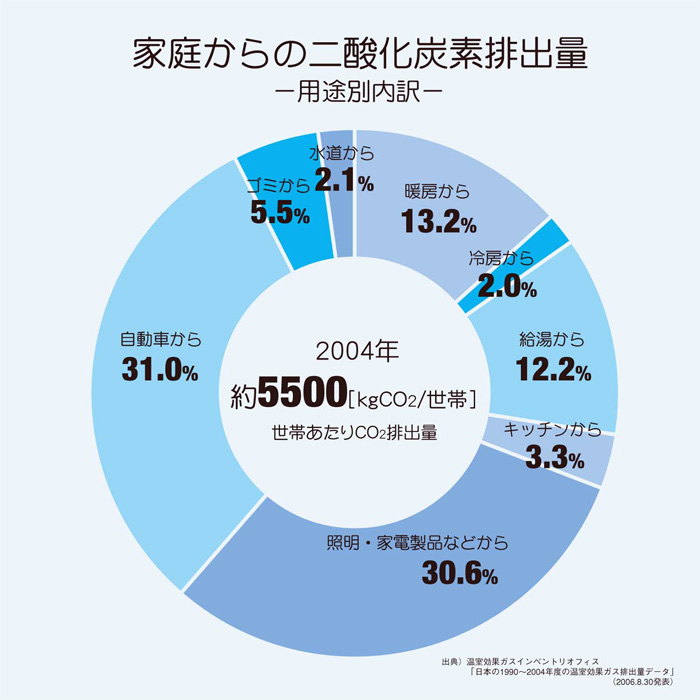 家庭からの二酸化炭素排出量
－用途別内訳－
水道から
2.1%
暖房から
13.2%
冷房から
2.0%
給湯から
12.2%
キッチンから
3.3%
照明・家電製品などから
30.6%
自動車から
31.0%
ゴミから
5.5%
2004年
約5500[kgCO2/世帯]
世帯あたりCO2排出量
出典）温室効果ガスインベントリオフィス
「日本の1990～2004年度の温室効果ガス排出量データ」
（2006.8.30発表）